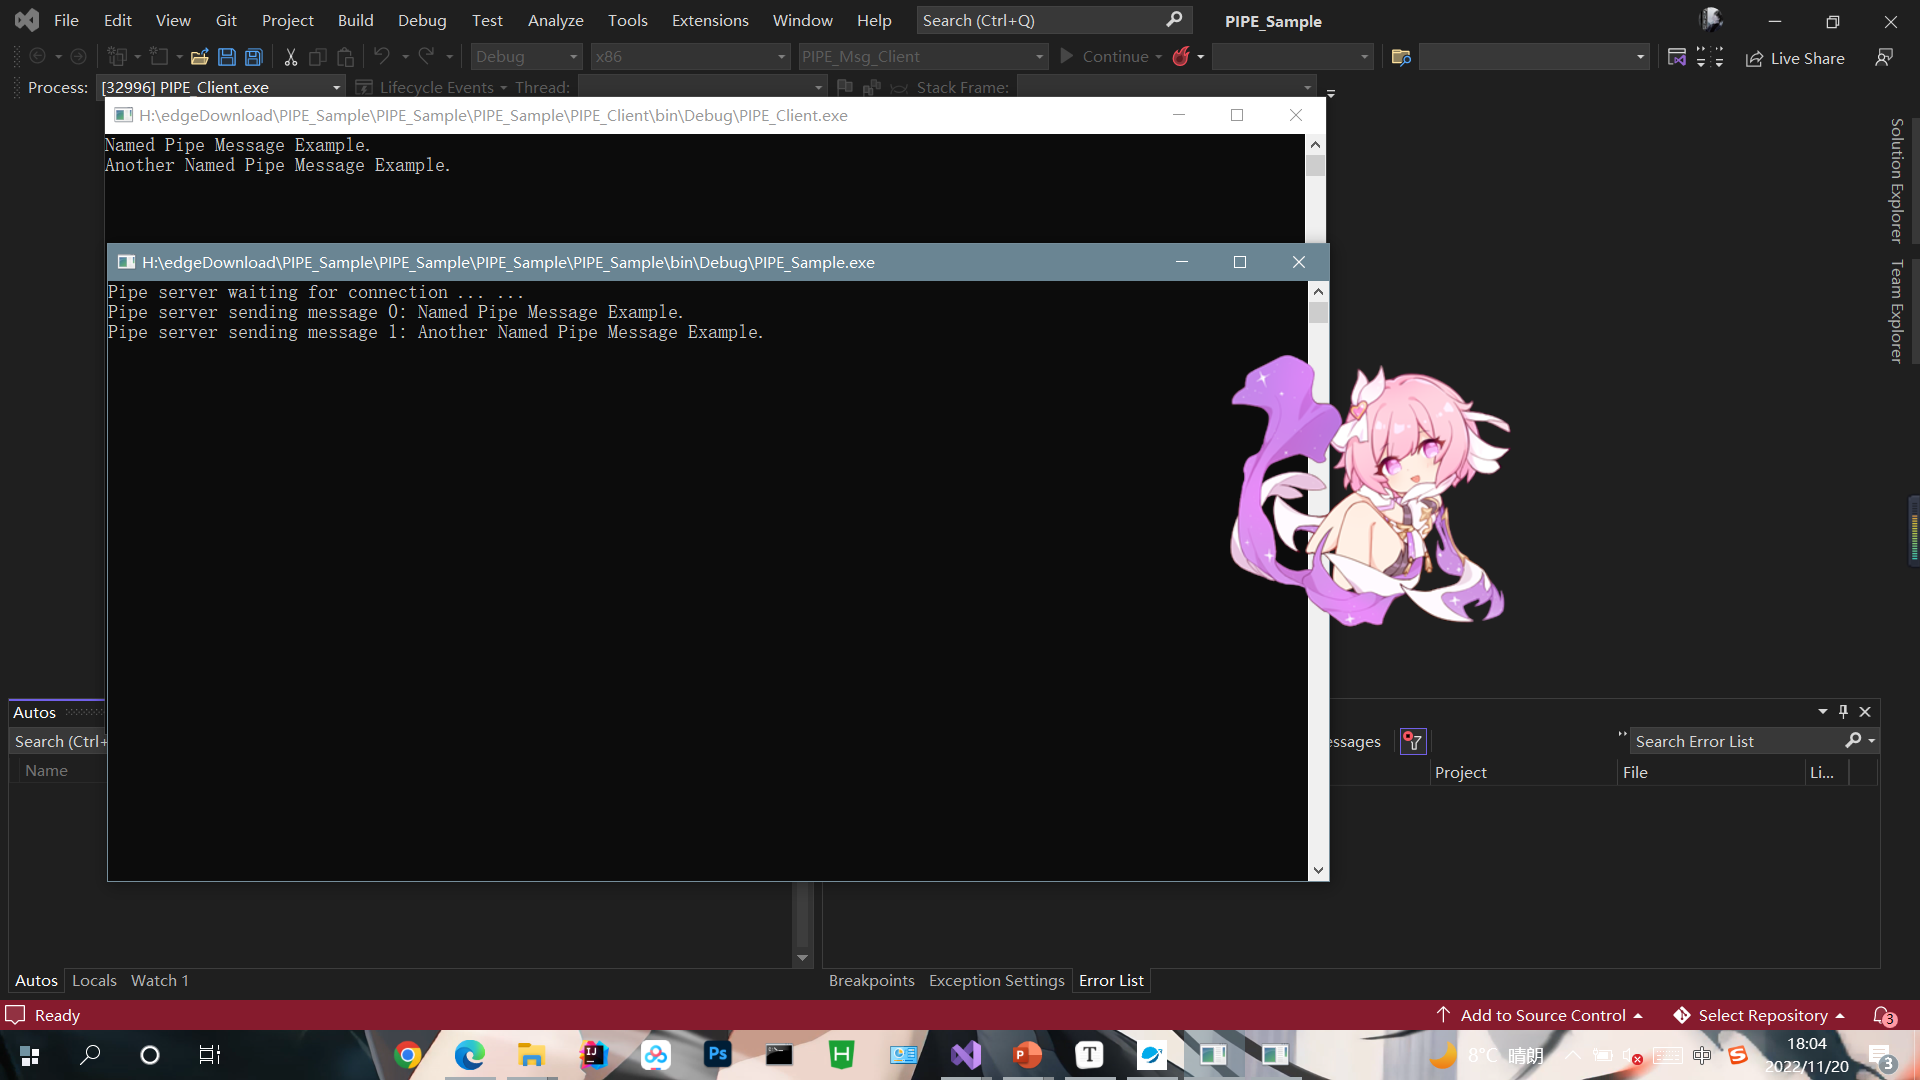 File Edit View Git Project Build Debug Test Analyze Tools Extensions Window Help Search (Ctrl+Q) PIPE_Sample
Debug x86 PIPE_Msg_Client Continue Live Share
Process: [32996] PIPE_Client.exe Lifecycle Events Thread: Stack Frame:
H:\edgeDownload\PIPE_Sample\PIPE_Sample\PIPE_Sample\PIPE_Client\bin\Debug\PIPE_Client.exe
Named Pipe Message Example.
Another Named Pipe Message Example.
H:\edgeDownload\PIPE_Sample\PIPE_Sample\PIPE_Sample\PIPE_Sample\bin\Debug\PIPE_Sample.exe
Pipe server waiting for connection ... ...
Pipe server sending message 0: Named Pipe Message Example.
Pipe server sending message 1: Another Named Pipe Message Example.
Solution Explorer
Team Explorer
Autos
Search (Ctrl+
Name
essages
Search Error List
Project File Li...
Autos Locals Watch 1
Breakpoints Exception Settings Error List
Ready
Add to Source Control Select Repository 3
IJ Ps H P T 8°C 晴朗 中 S
18:04
2022/11/20
3